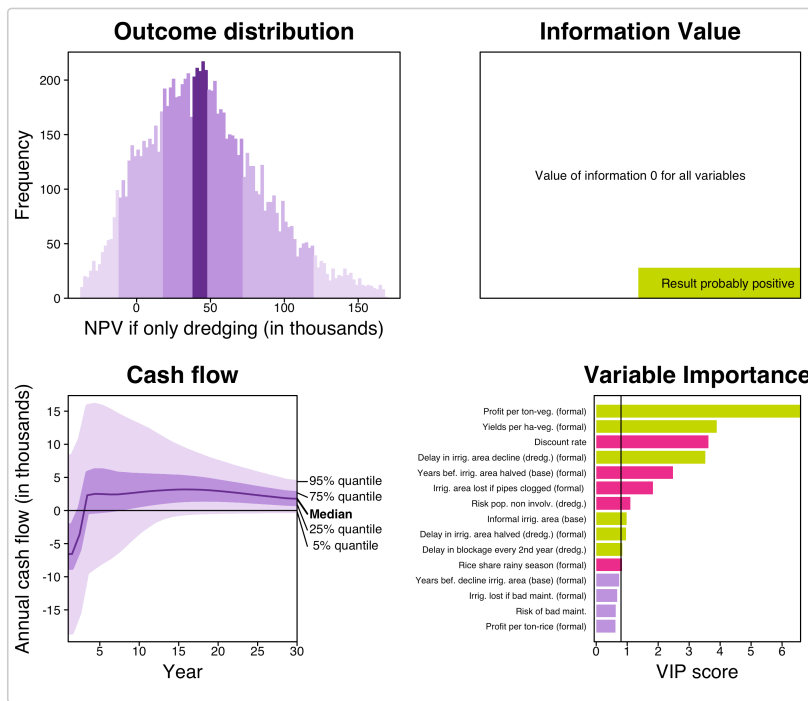 Outcome distribution
Frequency
200
150
100
50
0
0
50
100
150
NPV if only dredging (in thousands)
Information Value
Value of information 0 for all variables
Result probably positive
Cash flow
Annual cash flow (in thousands)
15
10
5
0
-5
-10
-15
5
10
15
20
25
30
Year
95% quantile
75% quantile
Median
25% quantile
5% quantile
Variable Importance
Profit per ton-veg. (formal)
Yields per ha-veg. (formal)
Discount rate
Delay in irrig. area decline (dredg.) (formal)
Years bef. irrig. area halved (base) (formal)
Irrig. area lost if pipes clogged (formal)
Risk pop. non involv. (dredg.)
Informal irrig. area (base)
Delay in irrig. area halved (dredg.) (formal)
Delay in blockage every 2nd year (dredg.)
Rice share rainy season (formal)
Years bef. decline irrig. area (base) (formal)
Irrig. lost if bad maint. (formal)
Risk of bad maint.
Profit per ton-rice (formal)
0
1
2
3
4
5
6
VIP score